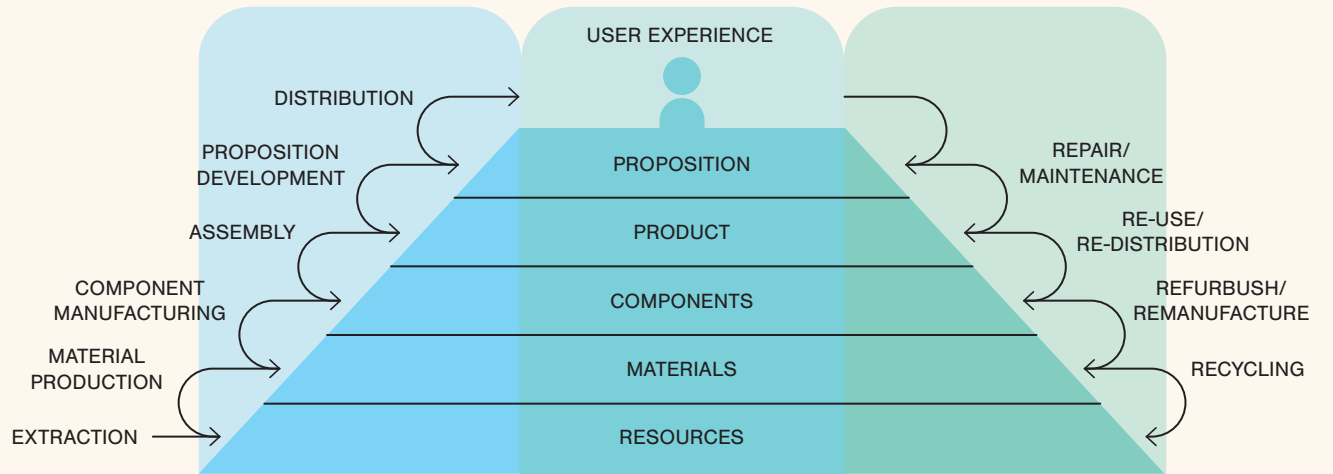 USER EXPERIENCE
DISTRIBUTION
PROPOSITION
DEVELOPMENT
ASSEMBLY
COMPONENT
MANUFACTURING
MATERIAL
PRODUCTION
EXTRACTION
PROPOSITION
PRODUCT
COMPONENTS
MATERIALS
RESOURCES
REPAIR/
MAINTENANCE
RE-USE/
RE-DISTRIBUTION
REFURBUSH/
REMANUFACTURE
RECYCLING